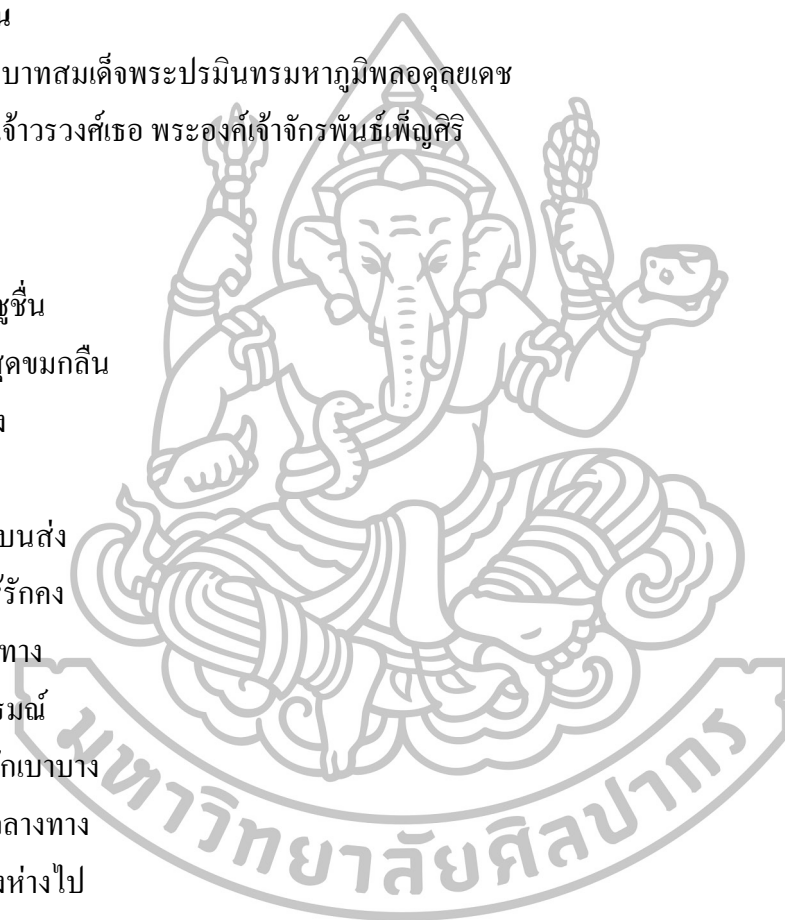 น
บาทสมเด็จพระปรมินทรมหาภูมิพลอดุลยเดช
เจ้าวรวงศ์เธอ พระองค์เจ้าจักรพันธ์เพ็ญศิริ
ชูชื่น
สุดขมกลืน
ง
บนส่ง
รักคง
ทาง
รมณ์
กเบาบาง
ลางทาง
งห่างไป
มหาวิทยาลัยศิลปากร